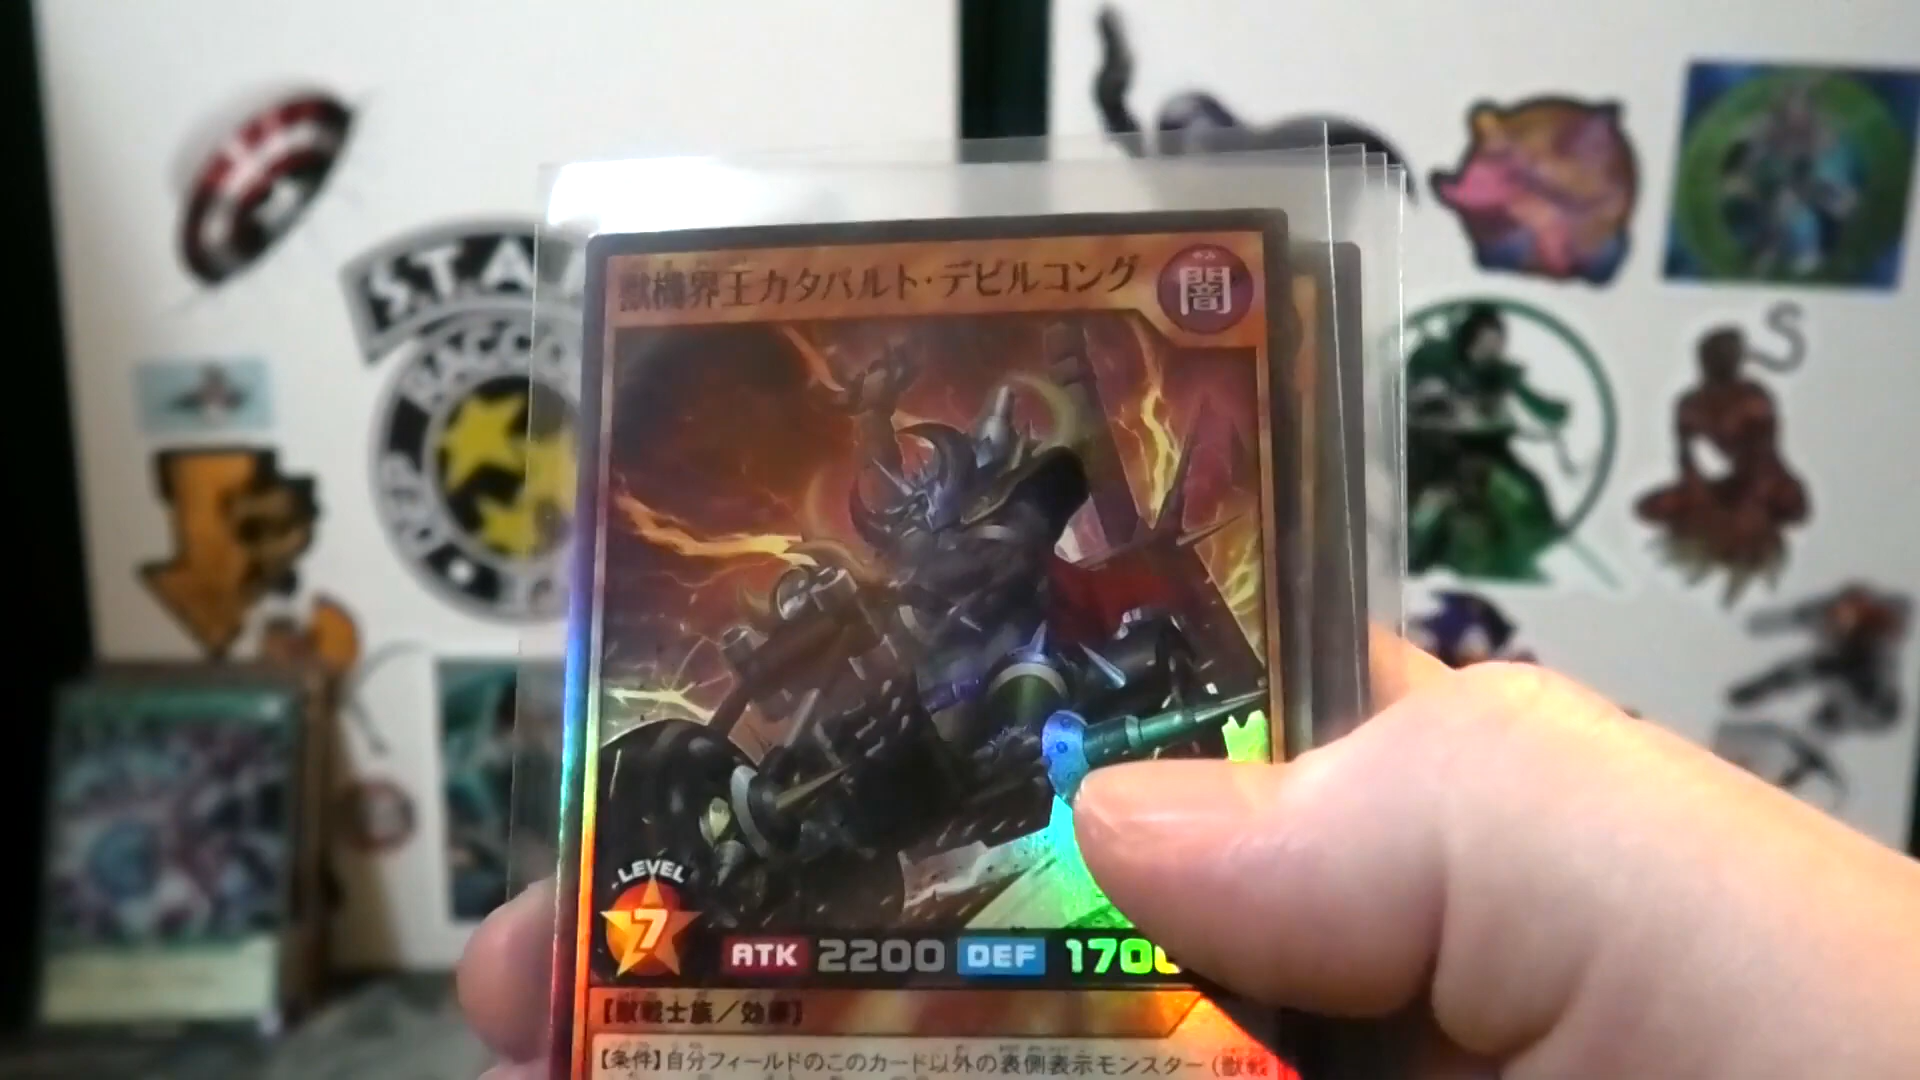 S.T.A
RACCO
獣機界王カタパルト・デビルコング
闇
LEVEL
7
ATK 2200 DEF 1700
【獣戦士族／効果】
【条件】自分フィールドのこのカード以外の表側表示モンスター(獣戦
S